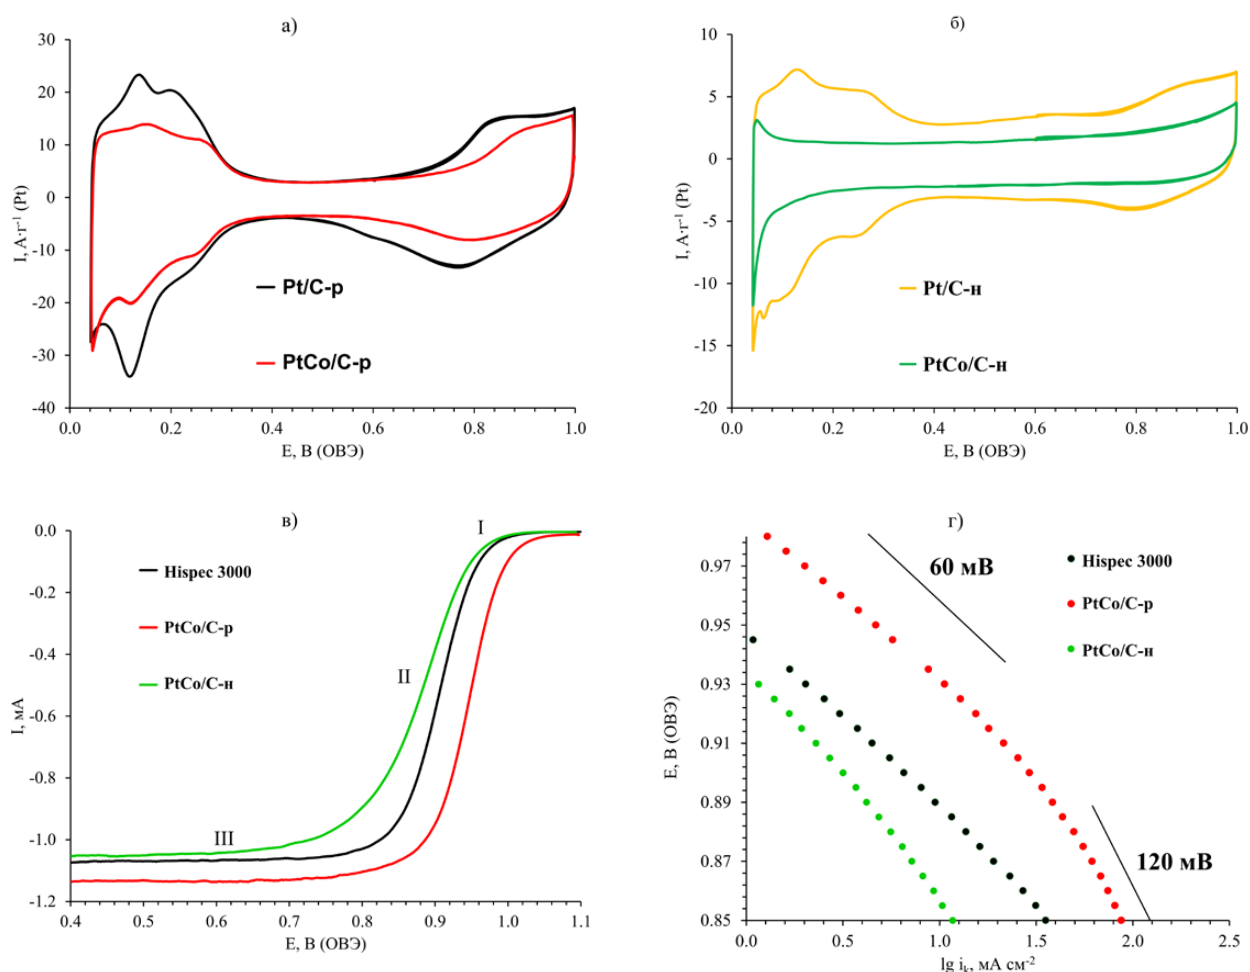 а)
30
20
10
0
-10
-20
-30
-40
I, А·г⁻¹ (Pt)
0.0 0.2 0.4 0.6 0.8 1.0
E, В (ОВЭ)
Pt/C-р
PtCo/C-р
б)
10
5
0
-5
-10
-15
-20
I, А·г⁻¹ (Pt)
0.0 0.2 0.4 0.6 0.8 1.0
E, В (ОВЭ)
Pt/C-н
PtCo/C-н
в)
0.0
-0.2
-0.4
-0.6
-0.8
-1.0
-1.2
I, мА
0.4 0.5 0.6 0.7 0.8 0.9 1.0 1.1
E, В (ОВЭ)
Hispec 3000
PtCo/C-р
PtCo/C-н
I
II
III
г)
0.97
0.95
0.93
0.91
0.89
0.87
0.85
E, В (ОВЭ)
0.0 0.5 1.0 1.5 2.0 2.5
lg iₖ, мА см⁻²
60 мВ
120 мВ
Hispec 3000
PtCo/C-р
PtCo/C-н